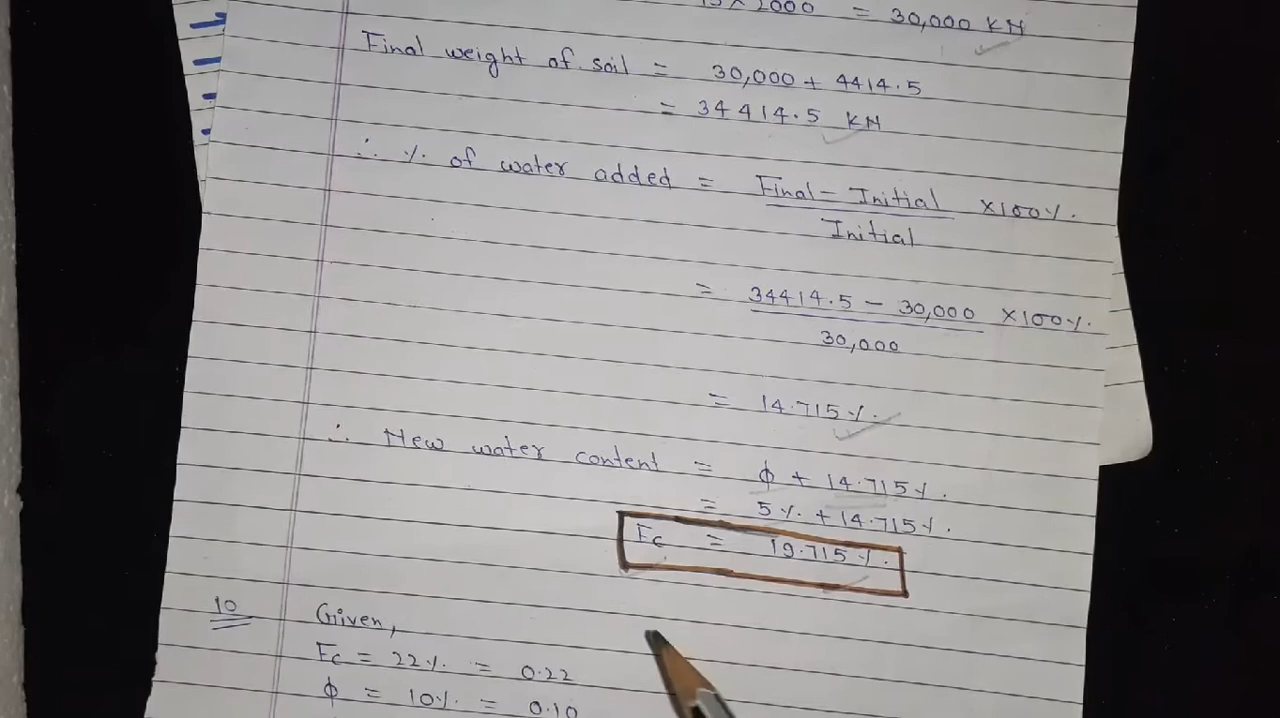 15 × 2000 = 30,000 KN
Final weight of soil = 30,000 + 4414.5
= 34414.5 KN
∴ % of water added = Final - Initial / Initial × 100%.
= 34414.5 - 30,000 / 30,000 × 100%.
= 14.715%.
∴ New water content = ϕ + 14.715%.
= 5% + 14.715%.
Fc = 19.715%.
10 Given,
Fc = 22% = 0.22
ϕ = 10% = 0.10